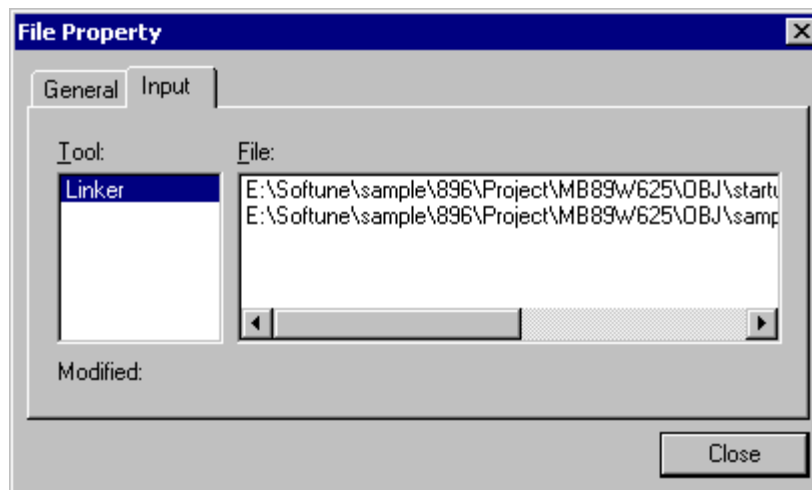 File Property
General Input
Tool: File:
Linker
E:\Softune\sample\896\Project\MB89W625\OBJ\startu
E:\Softune\sample\896\Project\MB89W625\OBJ\samp
Modified:
Close